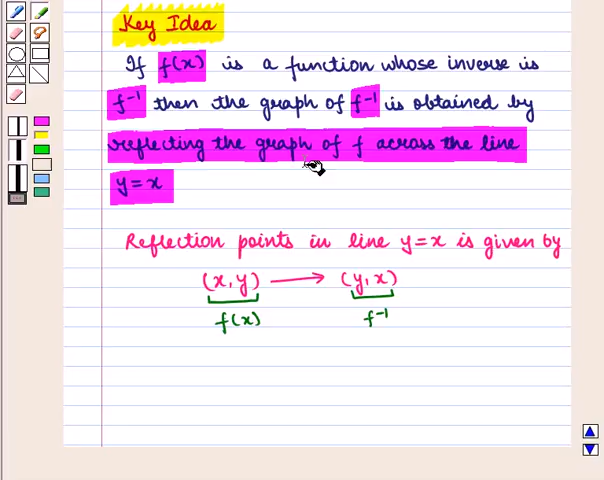 Key Idea
If f(x) is a function whose inverse is
f⁻¹ then the graph of f⁻¹ is obtained by
reflecting the graph of f across the line
y = x
Reflection points in line y = x is given by
(x, y) ⟶ (y, x)
f(x) f⁻¹